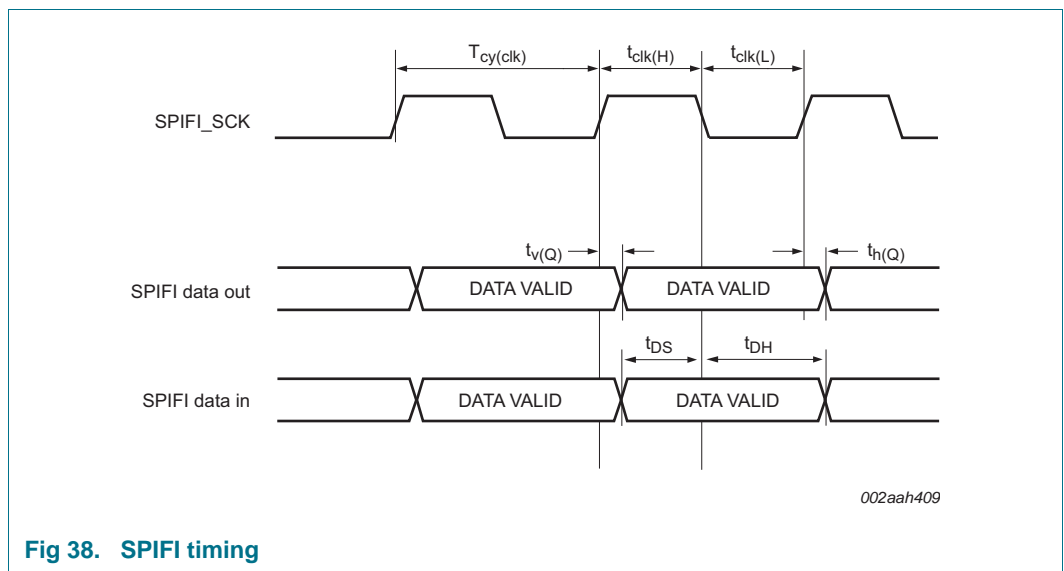 Tcy(clk) tclk(H) tclk(L)
SPIFI_SCK
tv(Q) th(Q)
SPIFI data out DATA VALID DATA VALID
tDS tDH
SPIFI data in DATA VALID DATA VALID
002aah409
Fig 38. SPIFI timing